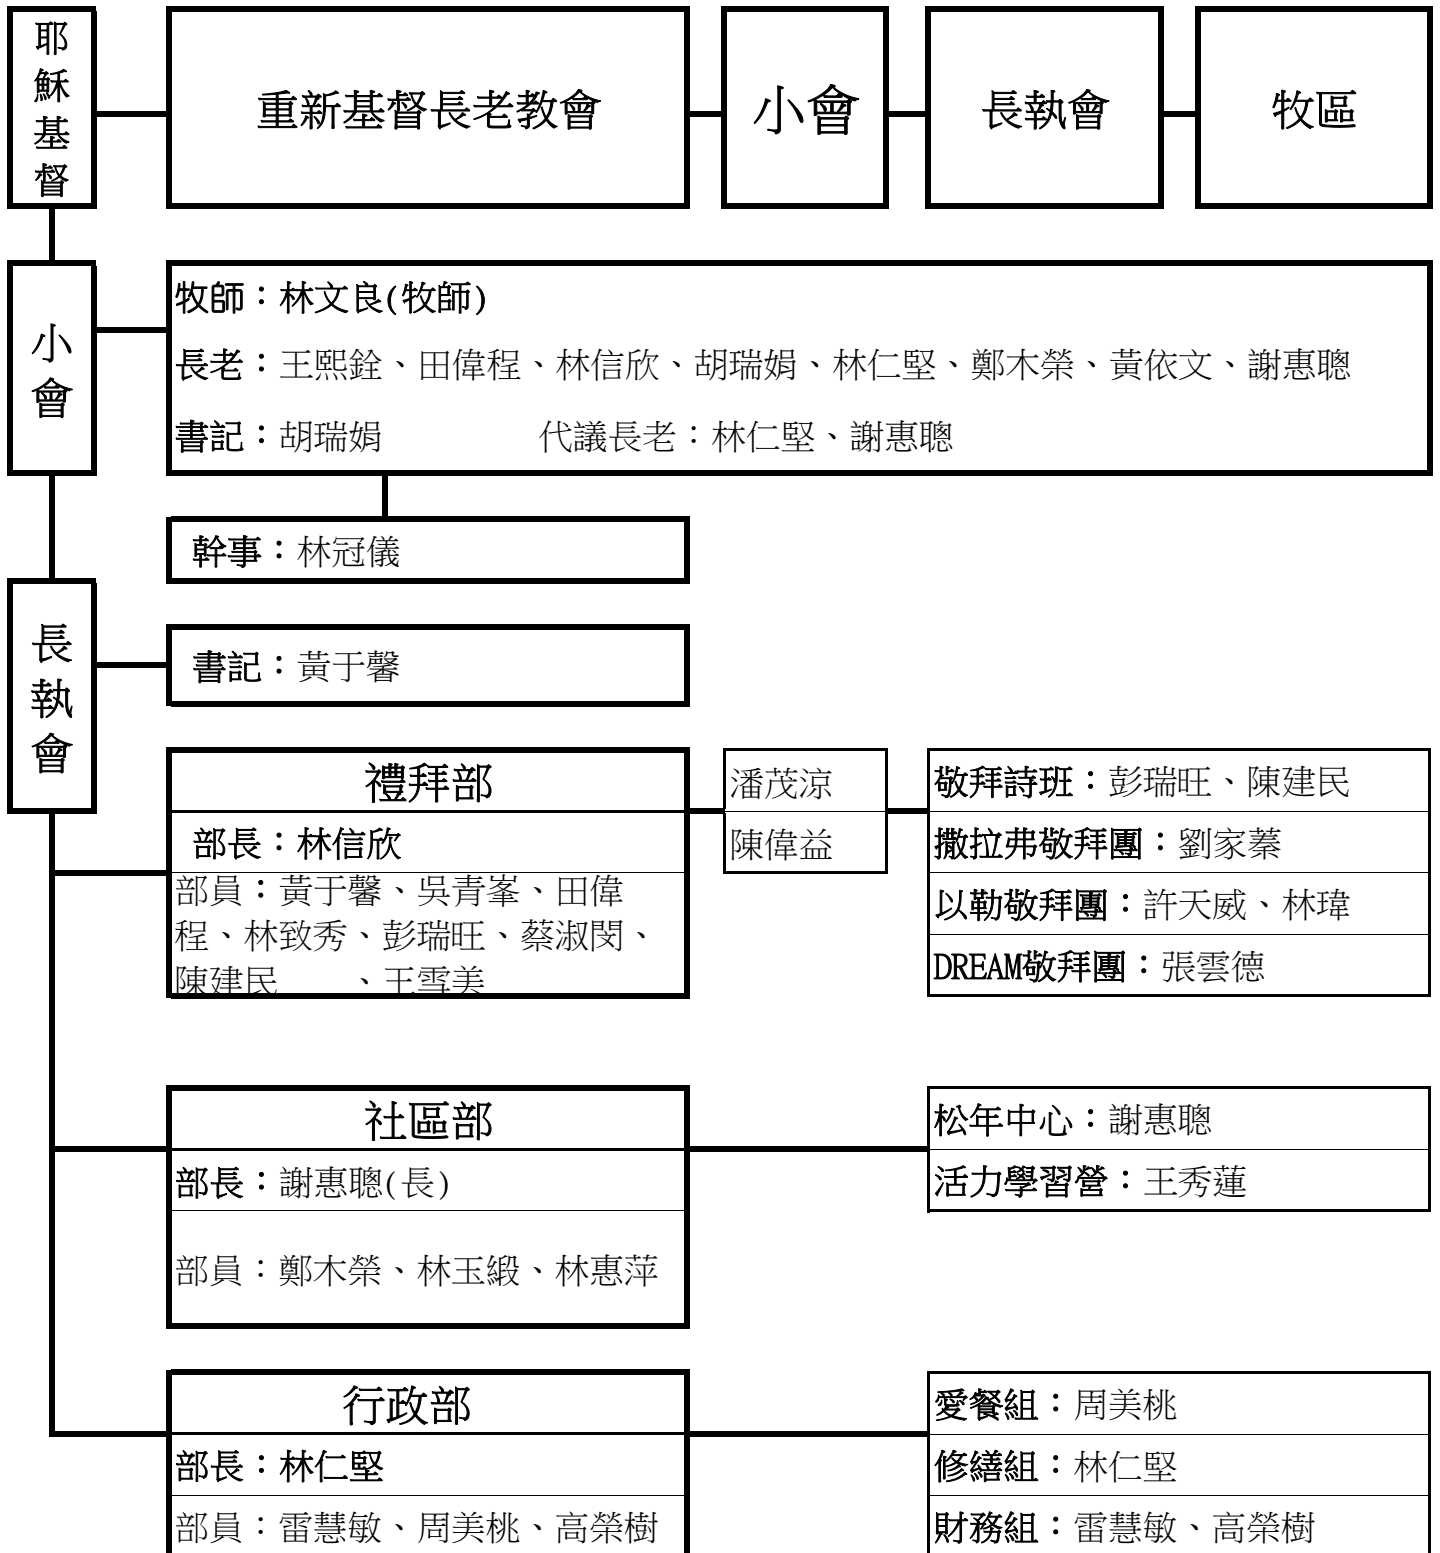 耶穌基督
重新基督長老教會
小會
長執會
牧區
小會
牧師：林文良(牧師)
長老：王熙銓、田偉程、林信欣、胡瑞娟、林仁堅、鄭木榮、黃依文、謝惠聰
書記：胡瑞娟 代議長老：林仁堅、謝惠聰
幹事：林冠儀
長執會
書記：黃于馨
禮拜部
部長：林信欣
部員：黃于馨、吳青峯、田偉
程、林致秀、彭瑞旺、蔡淑閔、
陳建民 、王雪美
潘茂涼
陳偉益
敬拜詩班：彭瑞旺、陳建民
撒拉弗敬拜團：劉家蓁
以勒敬拜團：許天威、林瑋
DREAM敬拜團：張雲德
社區部
部長：謝惠聰(長)
部員：鄭木榮、林玉緞、林惠萍
松年中心：謝惠聰
活力學習營：王秀蓮
行政部
部長：林仁堅
部員：雷慧敏、周美桃、高榮樹
愛餐組：周美桃
修繕組：林仁堅
財務組：雷慧敏、高榮樹